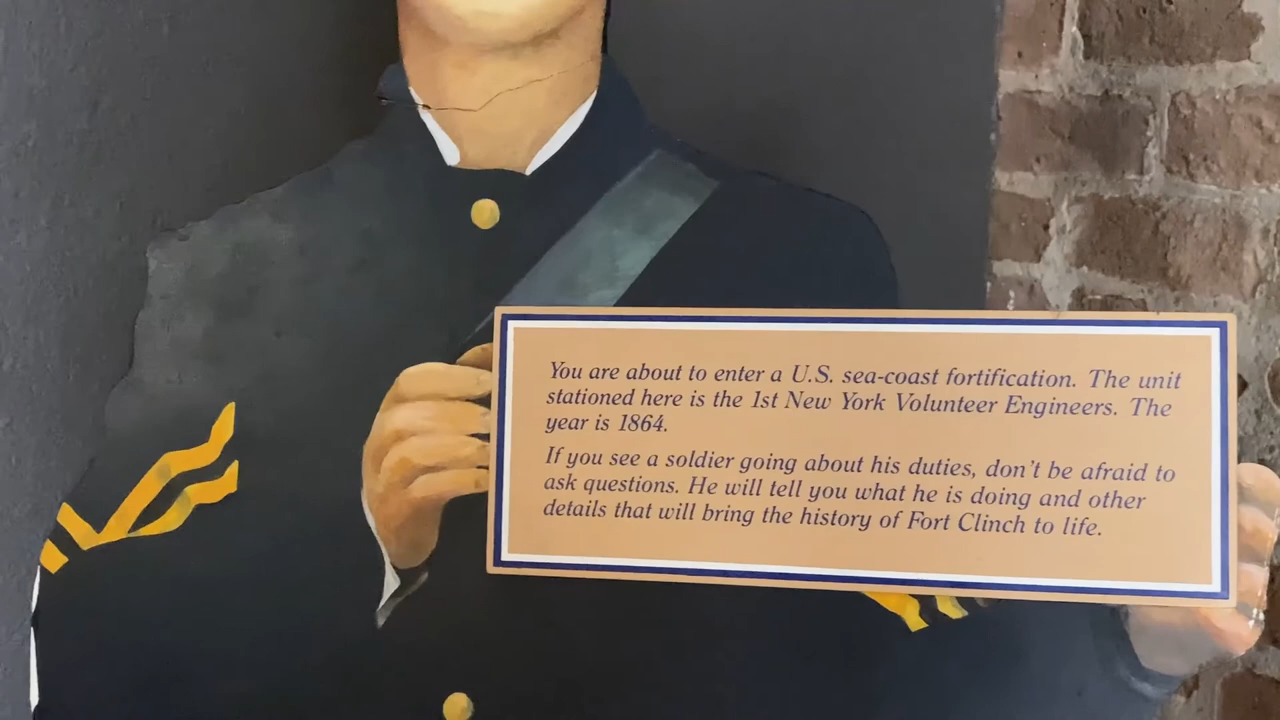 You are about to enter a U.S. sea-coast fortification. The unit
stationed here is the 1st New York Volunteer Engineers. The
year is 1864.
If you see a soldier going about his duties, don't be afraid to
ask questions. He will tell you what he is doing and other
details that will bring the history of Fort Clinch to life.